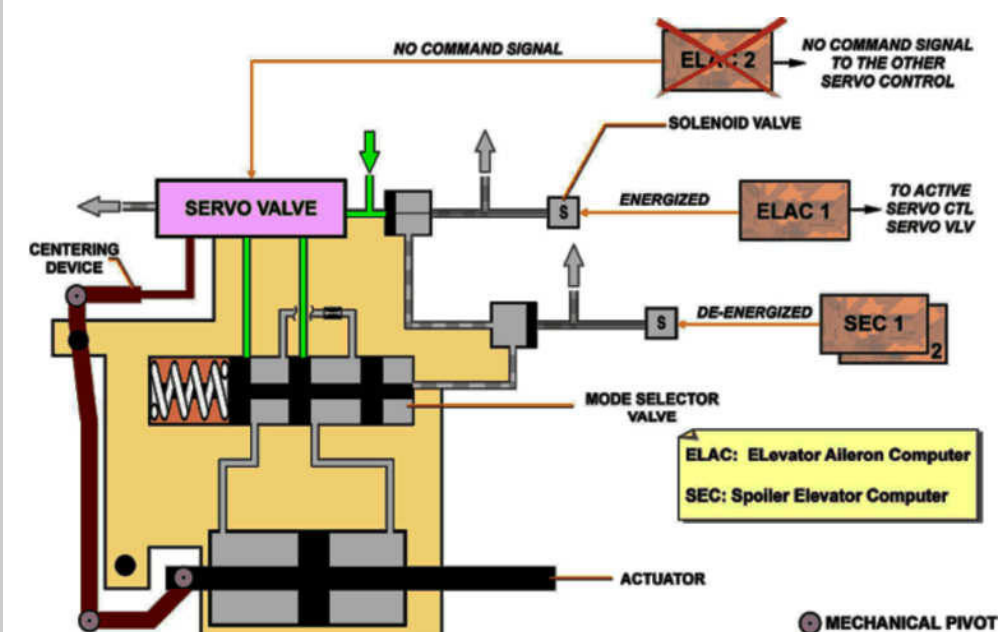 NO COMMAND SIGNAL
ELAC 2
NO COMMAND SIGNAL
TO THE OTHER
SERVO CONTROL
SOLENOID VALVE
SERVO VALVE
S
ENERGIZED
ELAC 1
TO ACTIVE
SERVO CTL
SERVO VLV
CENTERING
DEVICE
S
DE-ENERGIZED
SEC 1
2
MODE SELECTOR
VALVE
ELAC: ELevator Aileron Computer
SEC: Spoiler Elevator Computer
ACTUATOR
MECHANICAL PIVOT